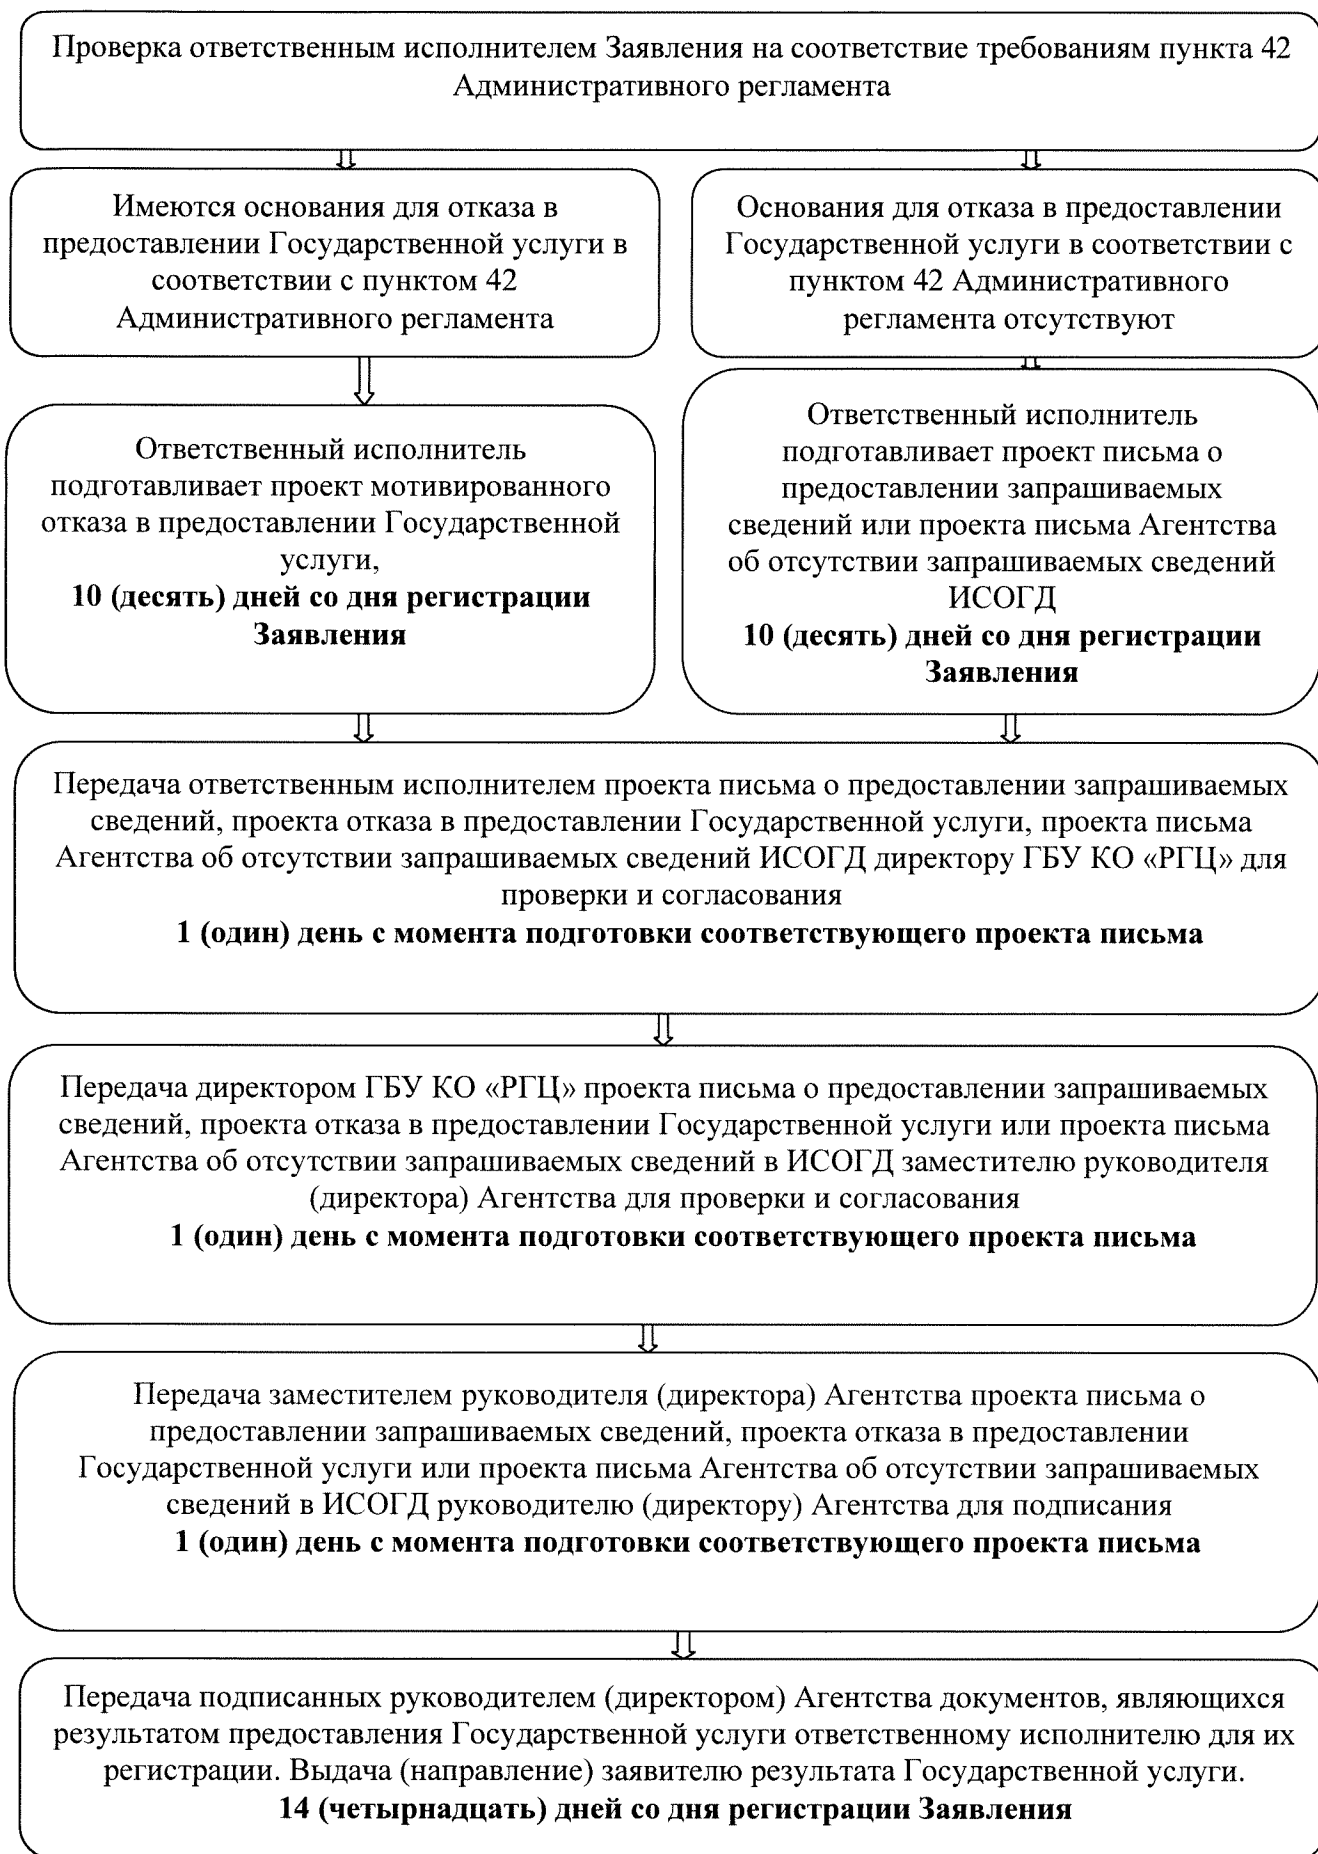 Проверка ответственным исполнителем Заявления на соответствие требованиям пункта 42
Административного регламента
Имеются основания для отказа в
предоставлении Государственной услуги в
соответствии с пунктом 42
Административного регламента
Основания для отказа в предоставлении
Государственной услуги в соответствии с
пунктом 42 Административного
регламента отсутствуют
Ответственный исполнитель
подготавливает проект мотивированного
отказа в предоставлении Государственной
услуги,
10 (десять) дней со дня регистрации
Заявления
Ответственный исполнитель
подготавливает проект письма о
предоставлении запрашиваемых
сведений или проекта письма Агентства
об отсутствии запрашиваемых сведений
ИСОГД
10 (десять) дней со дня регистрации
Заявления
Передача ответственным исполнителем проекта письма о предоставлении запрашиваемых
сведений, проекта отказа в предоставлении Государственной услуги, проекта письма
Агентства об отсутствии запрашиваемых сведений ИСОГД директору ГБУ КО «РГЦ» для
проверки и согласования
1 (один) день с момента подготовки соответствующего проекта письма
Передача директором ГБУ КО «РГЦ» проекта письма о предоставлении запрашиваемых
сведений, проекта отказа в предоставлении Государственной услуги или проекта письма
Агентства об отсутствии запрашиваемых сведений в ИСОГД заместителю руководителя
(директора) Агентства для проверки и согласования
1 (один) день с момента подготовки соответствующего проекта письма
Передача заместителем руководителя (директора) Агентства проекта письма о
предоставлении запрашиваемых сведений, проекта отказа в предоставлении
Государственной услуги или проекта письма Агентства об отсутствии запрашиваемых
сведений в ИСОГД руководителю (директору) Агентства для подписания
1 (один) день с момента подготовки соответствующего проекта письма
Передача подписанных руководителем (директором) Агентства документов, являющихся
результатом предоставления Государственной услуги ответственному исполнителю для их
регистрации. Выдача (направление) заявителю результата Государственной услуги.
14 (четырнадцать) дней со дня регистрации Заявления